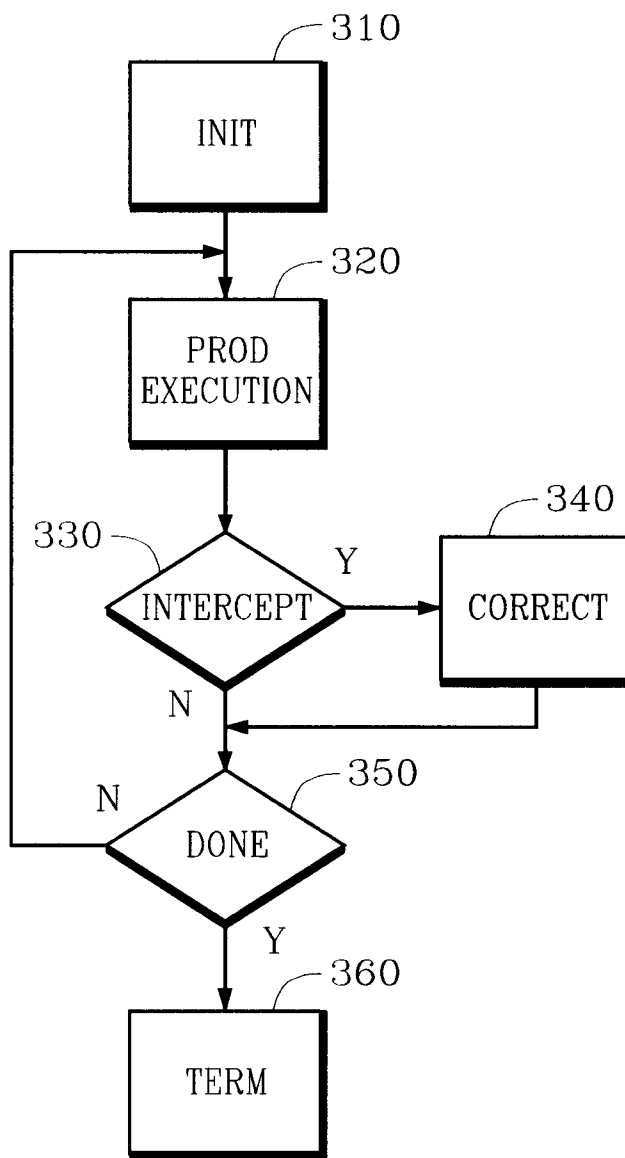 310
INIT
320
PROD
EXECUTION
330
Y
340
INTERCEPT
CORRECT
N
350
N
DONE
Y
360
TERM